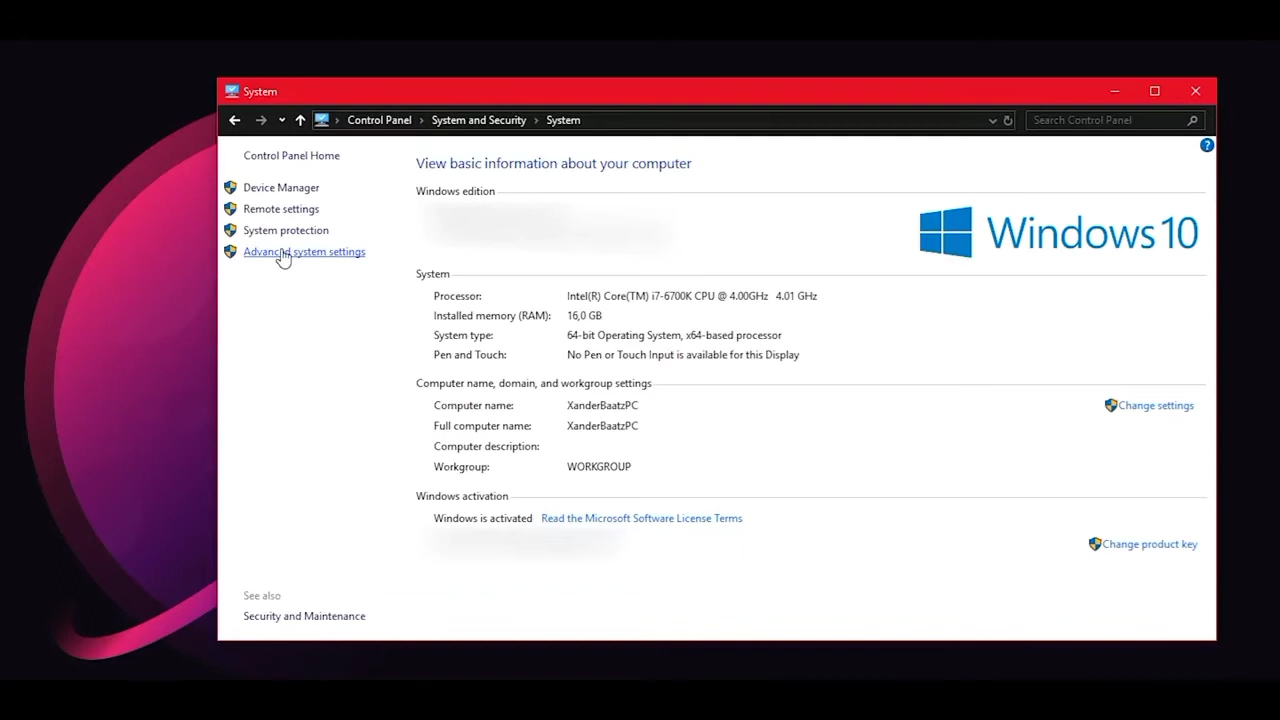 System
Control Panel › System and Security › System
Search Control Panel
Control Panel Home
Device Manager
Remote settings
System protection
Advanced system settings
See also
Security and Maintenance
?
View basic information about your computer
Windows edition
Windows 10
System
Processor: Intel(R) Core(TM) i7-6700K CPU @ 4.00GHz 4.01 GHz
Installed memory (RAM): 16,0 GB
System type: 64-bit Operating System, x64-based processor
Pen and Touch: No Pen or Touch Input is available for this Display
Computer name, domain, and workgroup settings
Computer name: XanderBaatzPC
Change settings
Full computer name: XanderBaatzPC
Computer description:
Workgroup: WORKGROUP
Windows activation
Windows is activated Read the Microsoft Software License Terms
Change product key